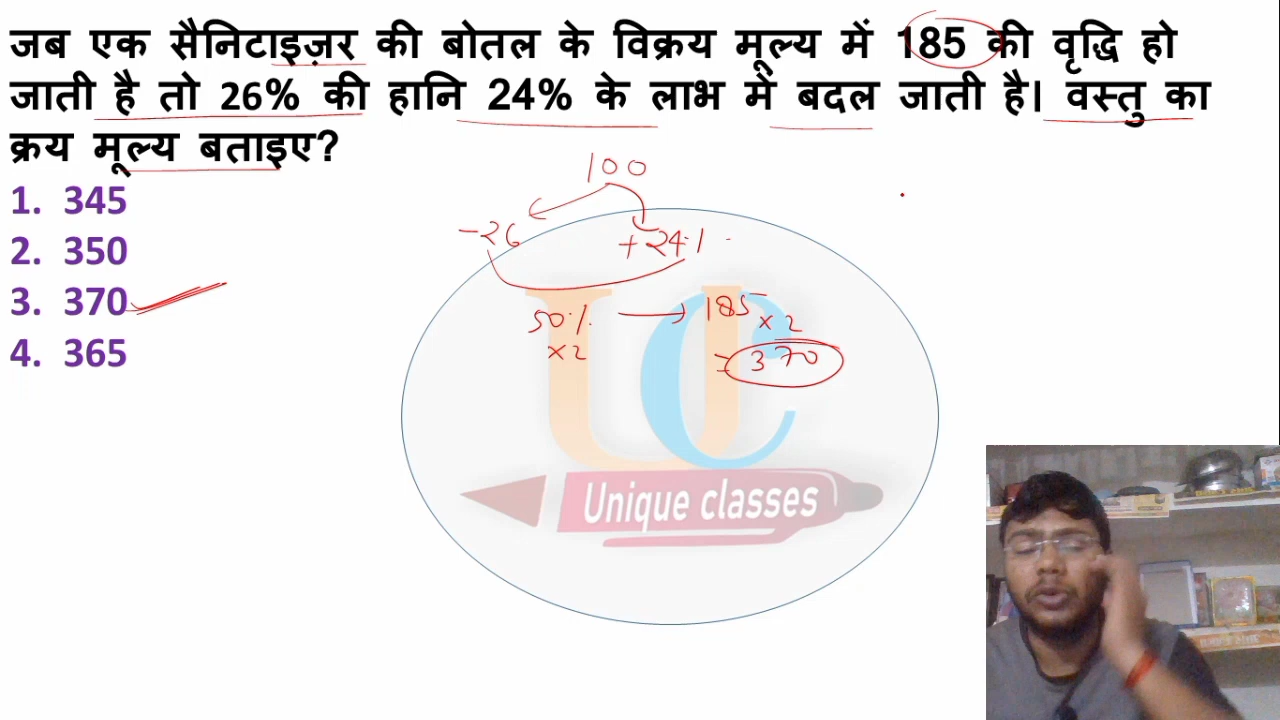 जब एक सैनिटाइज़र की बोतल के विक्रय मूल्य में 185 की वृद्धि हो
जाती है तो 26% की हानि 24% के लाभ में बदल जाती है। वस्तु का
क्रय मूल्य बताइए?
1. 345
2. 350
3. 370
4. 365
100
-26 +24%
50% → 185 × 2
×2 = 370
UC
Unique classes